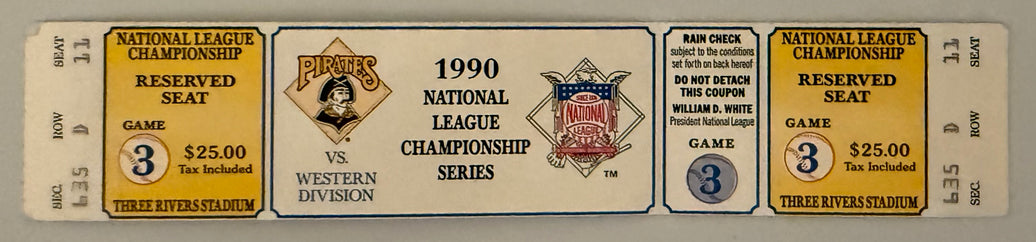 SEAT 11
ROW D
SEC. 635
NATIONAL LEAGUE
CHAMPIONSHIP
RESERVED
SEAT
GAME
3
$25.00
Tax Included
THREE RIVERS STADIUM
PIRATES
VS.
WESTERN
DIVISION
1990
NATIONAL
LEAGUE
CHAMPIONSHIP
SERIES
SINCE 1876
NATIONAL
LEAGUE
TM
RAIN CHECK
subject to the conditions
set forth on back hereof
DO NOT DETACH
THIS COUPON
WILLIAM D. WHITE
President National League
GAME
3
NATIONAL LEAGUE
CHAMPIONSHIP
RESERVED
SEAT
GAME
3
$25.00
Tax Included
THREE RIVERS STADIUM
SEAT 11
ROW D
SEC. 635